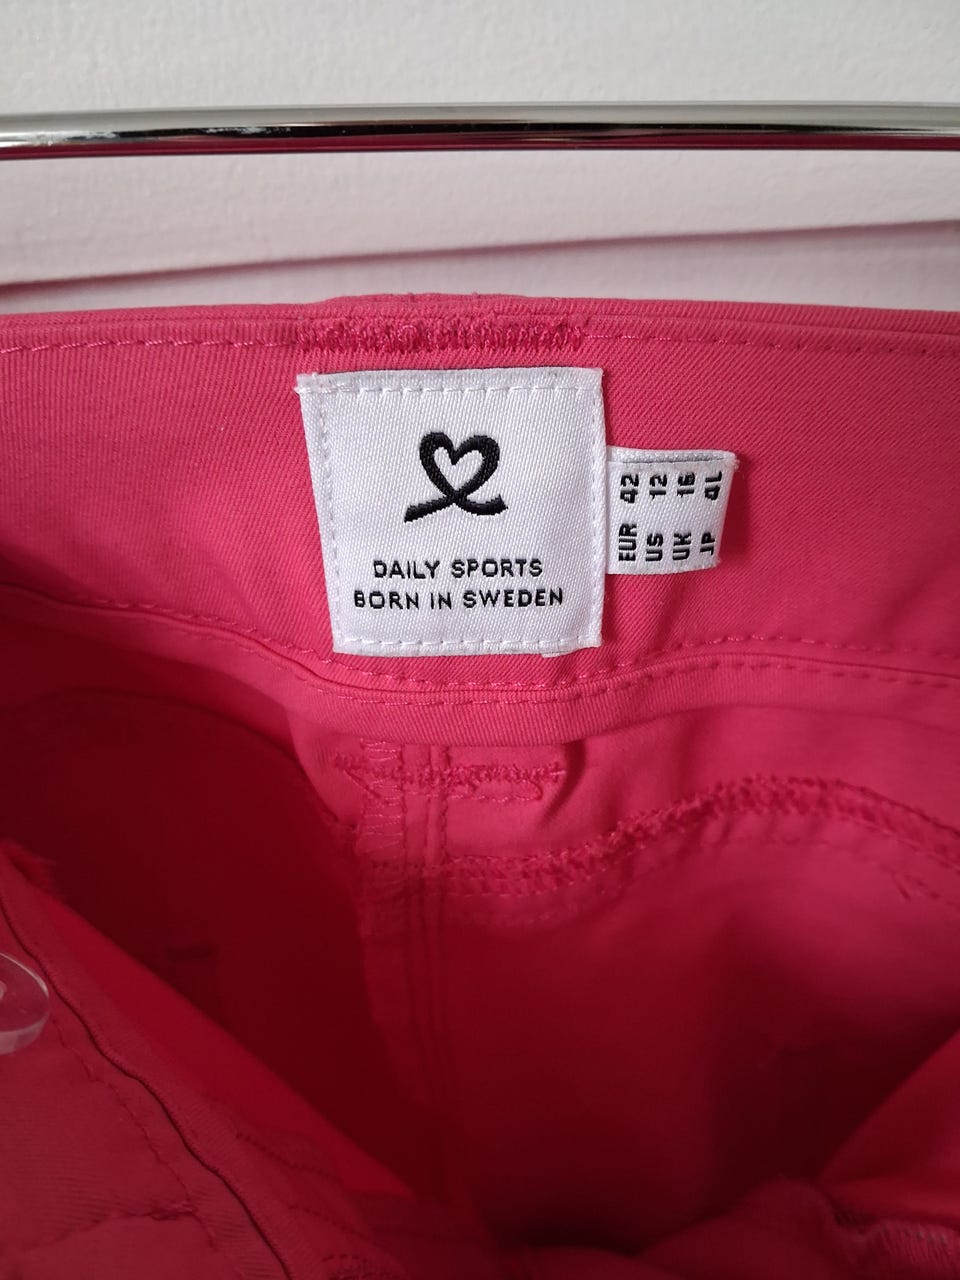 DAILY SPORTS
BORN IN SWEDEN
EUR 42
US 12
UK 16
JP 4L